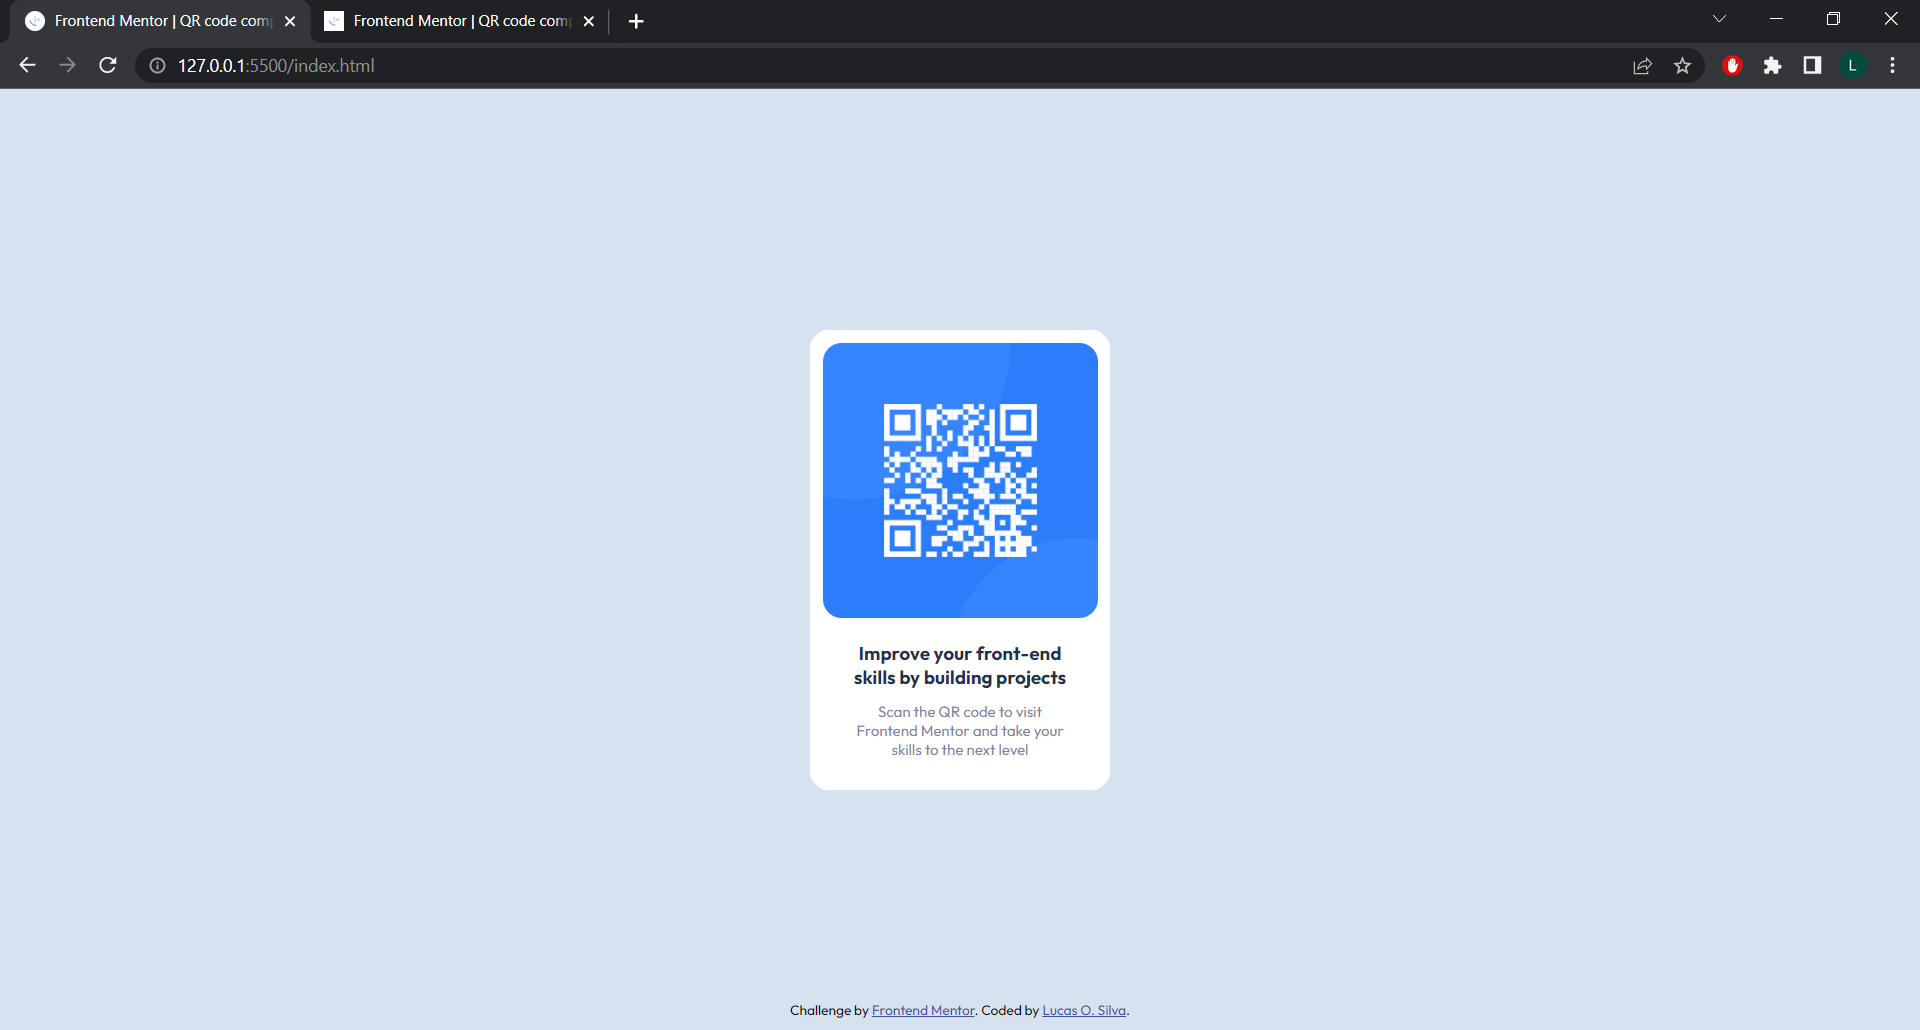 Frontend Mentor | QR code com
Frontend Mentor | QR code com
127.0.0.1:5500/index.html
L
Improve your front-end
skills by building projects
Scan the QR code to visit
Frontend Mentor and take your
skills to the next level
Challenge by Frontend Mentor. Coded by Lucas O. Silva.